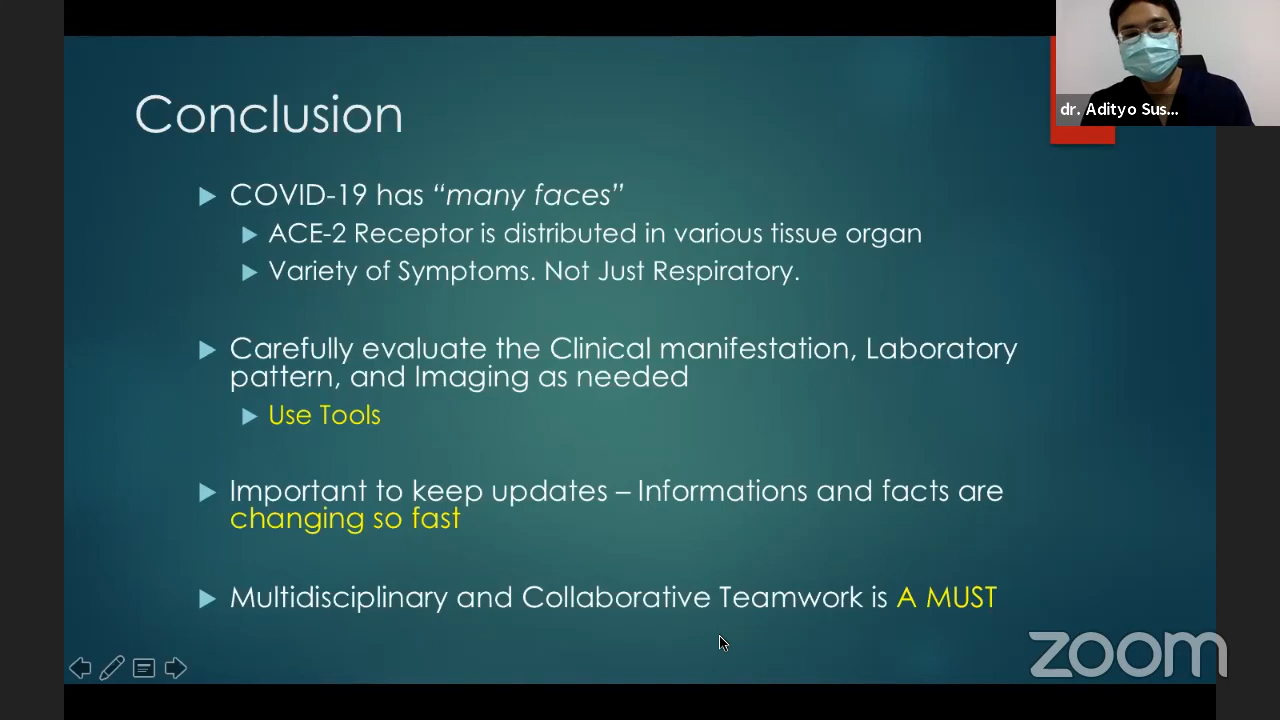 Conclusion
COVID-19 has “many faces”
ACE-2 Receptor is distributed in various tissue organ
Variety of Symptoms. Not Just Respiratory.
Carefully evaluate the Clinical manifestation, Laboratory
pattern, and Imaging as needed
Use Tools
Important to keep updates – Informations and facts are
changing so fast
Multidisciplinary and Collaborative Teamwork is A MUST
dr. Adityo Sus...
zoom